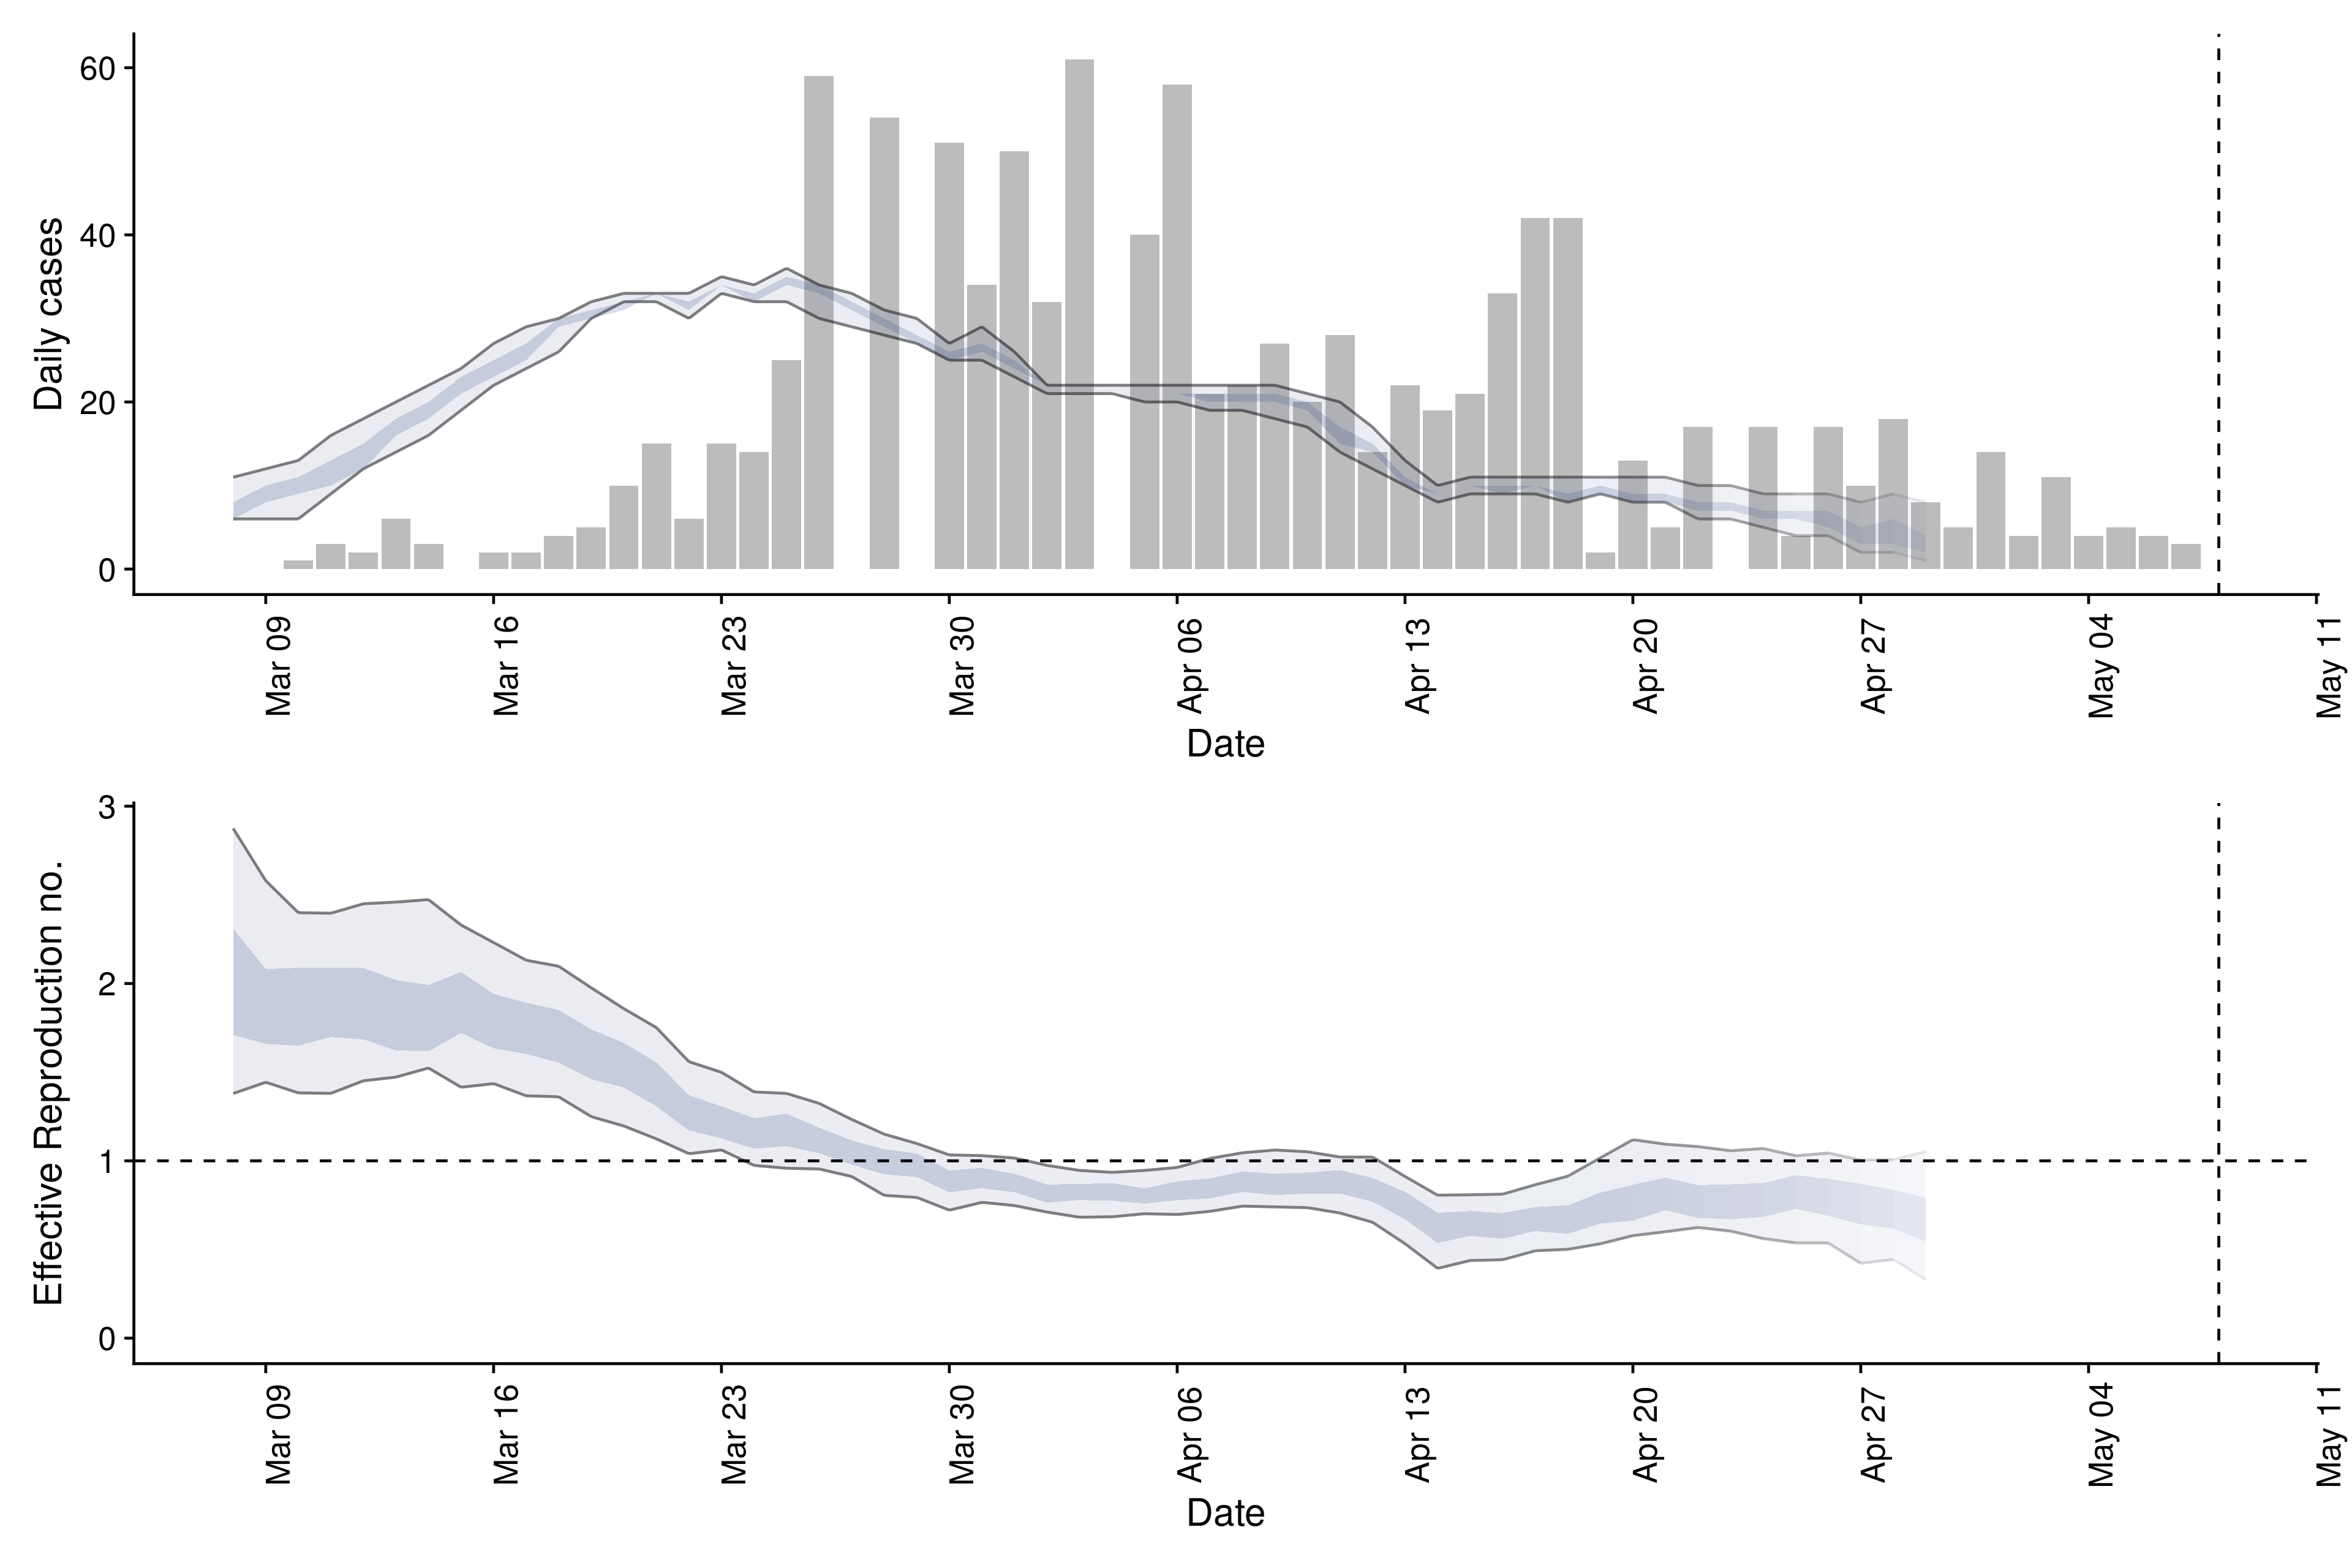 Daily cases
60
40
20
0
Mar 09
Mar 16
Mar 23
Mar 30
Apr 06
Apr 13
Apr 20
Apr 27
May 04
May 11
Date
Effective Reproduction no.
3
2
1
0
Mar 09
Mar 16
Mar 23
Mar 30
Apr 06
Apr 13
Apr 20
Apr 27
May 04
May 11
Date